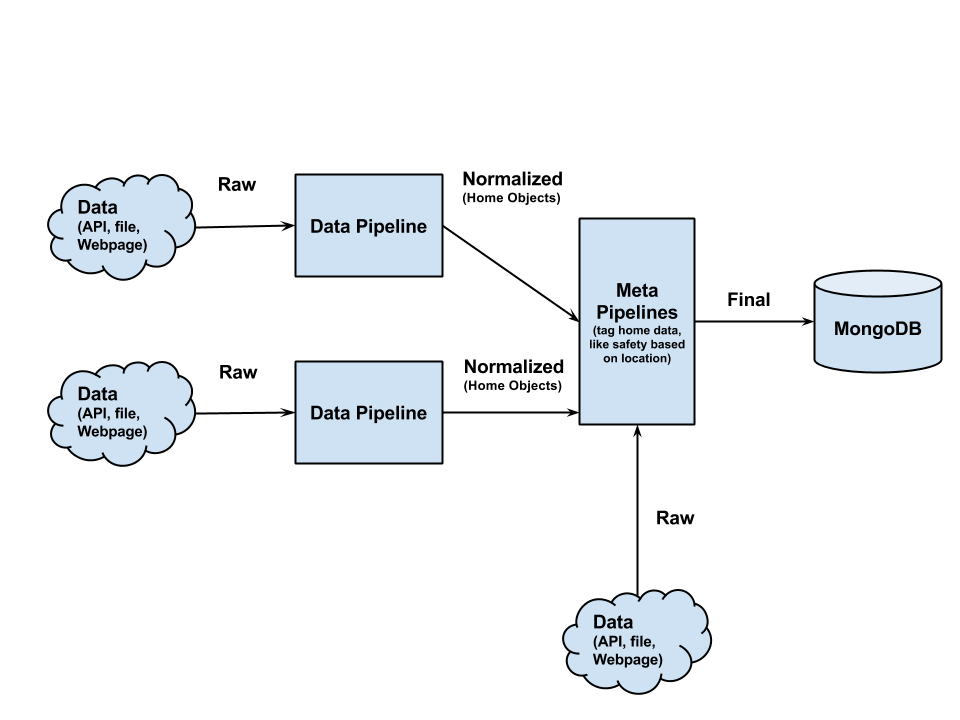 Raw
Data
(API, file,
Webpage)
Data Pipeline
Normalized
(Home Objects)
Raw
Data
(API, file,
Webpage)
Data Pipeline
Normalized
(Home Objects)
Meta
Pipelines
(tag home data,
like safety based
on location)
Final
MongoDB
Raw
Data
(API, file,
Webpage)